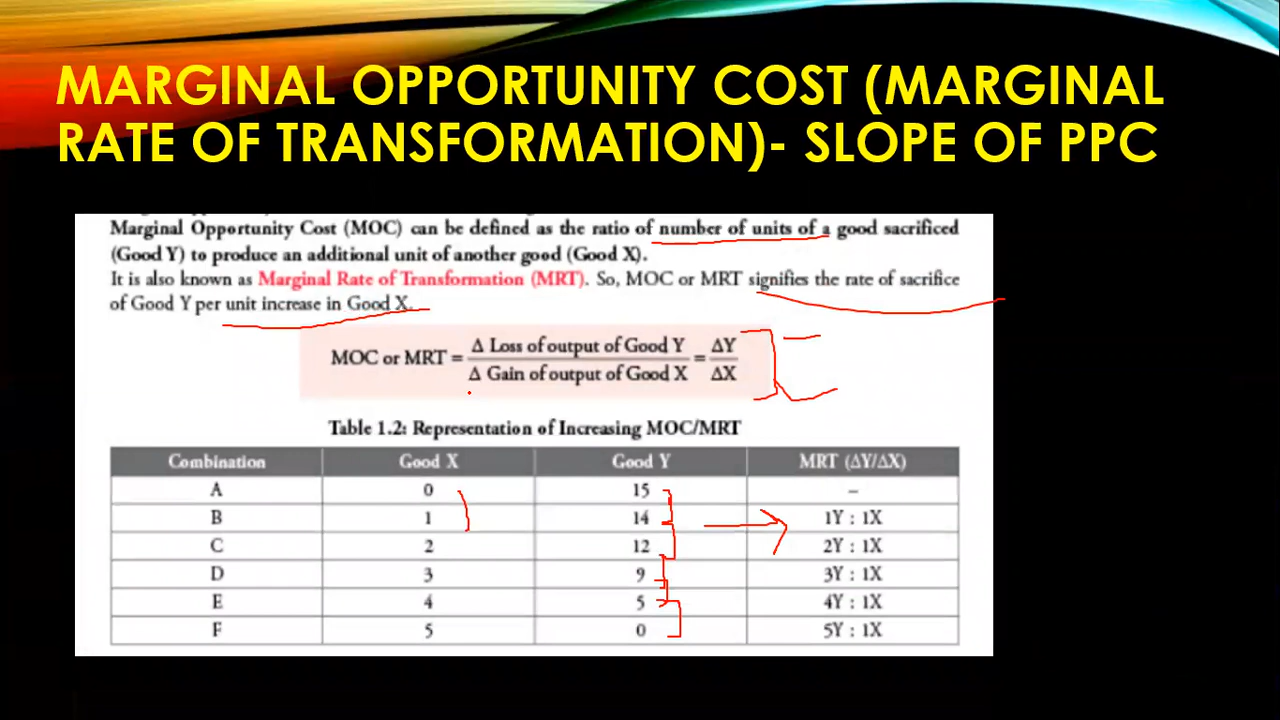 MARGINAL OPPORTUNITY COST (MARGINAL
RATE OF TRANSFORMATION)- SLOPE OF PPC
Marginal Opportunity Cost (MOC) can be defined as the ratio of number of units of a good sacrificed
(Good Y) to produce an additional unit of another good (Good X).
It is also known as Marginal Rate of Transformation (MRT). So, MOC or MRT signifies the rate of sacrifice
of Good Y per unit increase in Good X.
MOC or MRT = Δ Loss of output of Good Y / Δ Gain of output of Good X = ΔY / ΔX
Table 1.2: Representation of Increasing MOC/MRT
Combination Good X Good Y MRT (ΔY/ΔX)
A 0 15 –
B 1 14 1Y : 1X
C 2 12 2Y : 1X
D 3 9 3Y : 1X
E 4 5 4Y : 1X
F 5 0 5Y : 1X